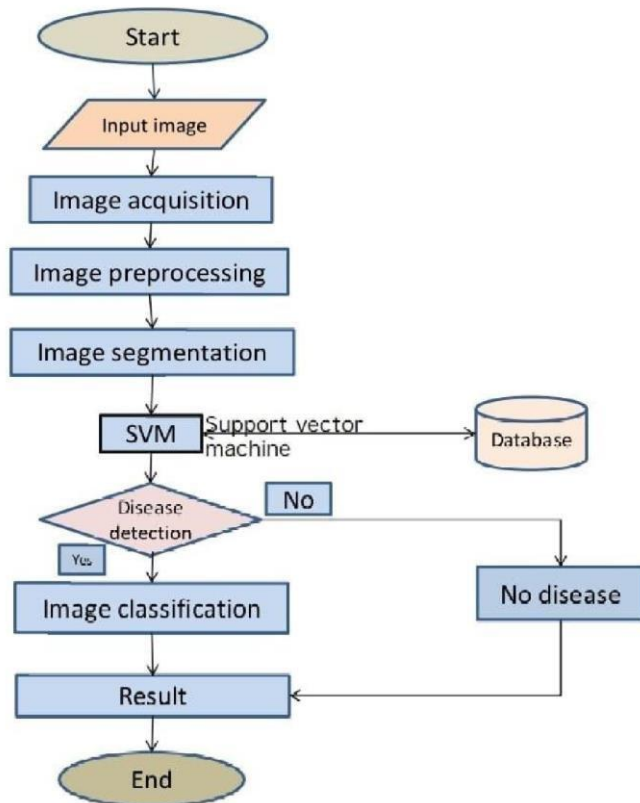 Start
Input image
Image acquisition
Image preprocessing
Image segmentation
SVM
Support vector
machine
Database
Disease
detection
No
Yes
Image classification
No disease
Result
End